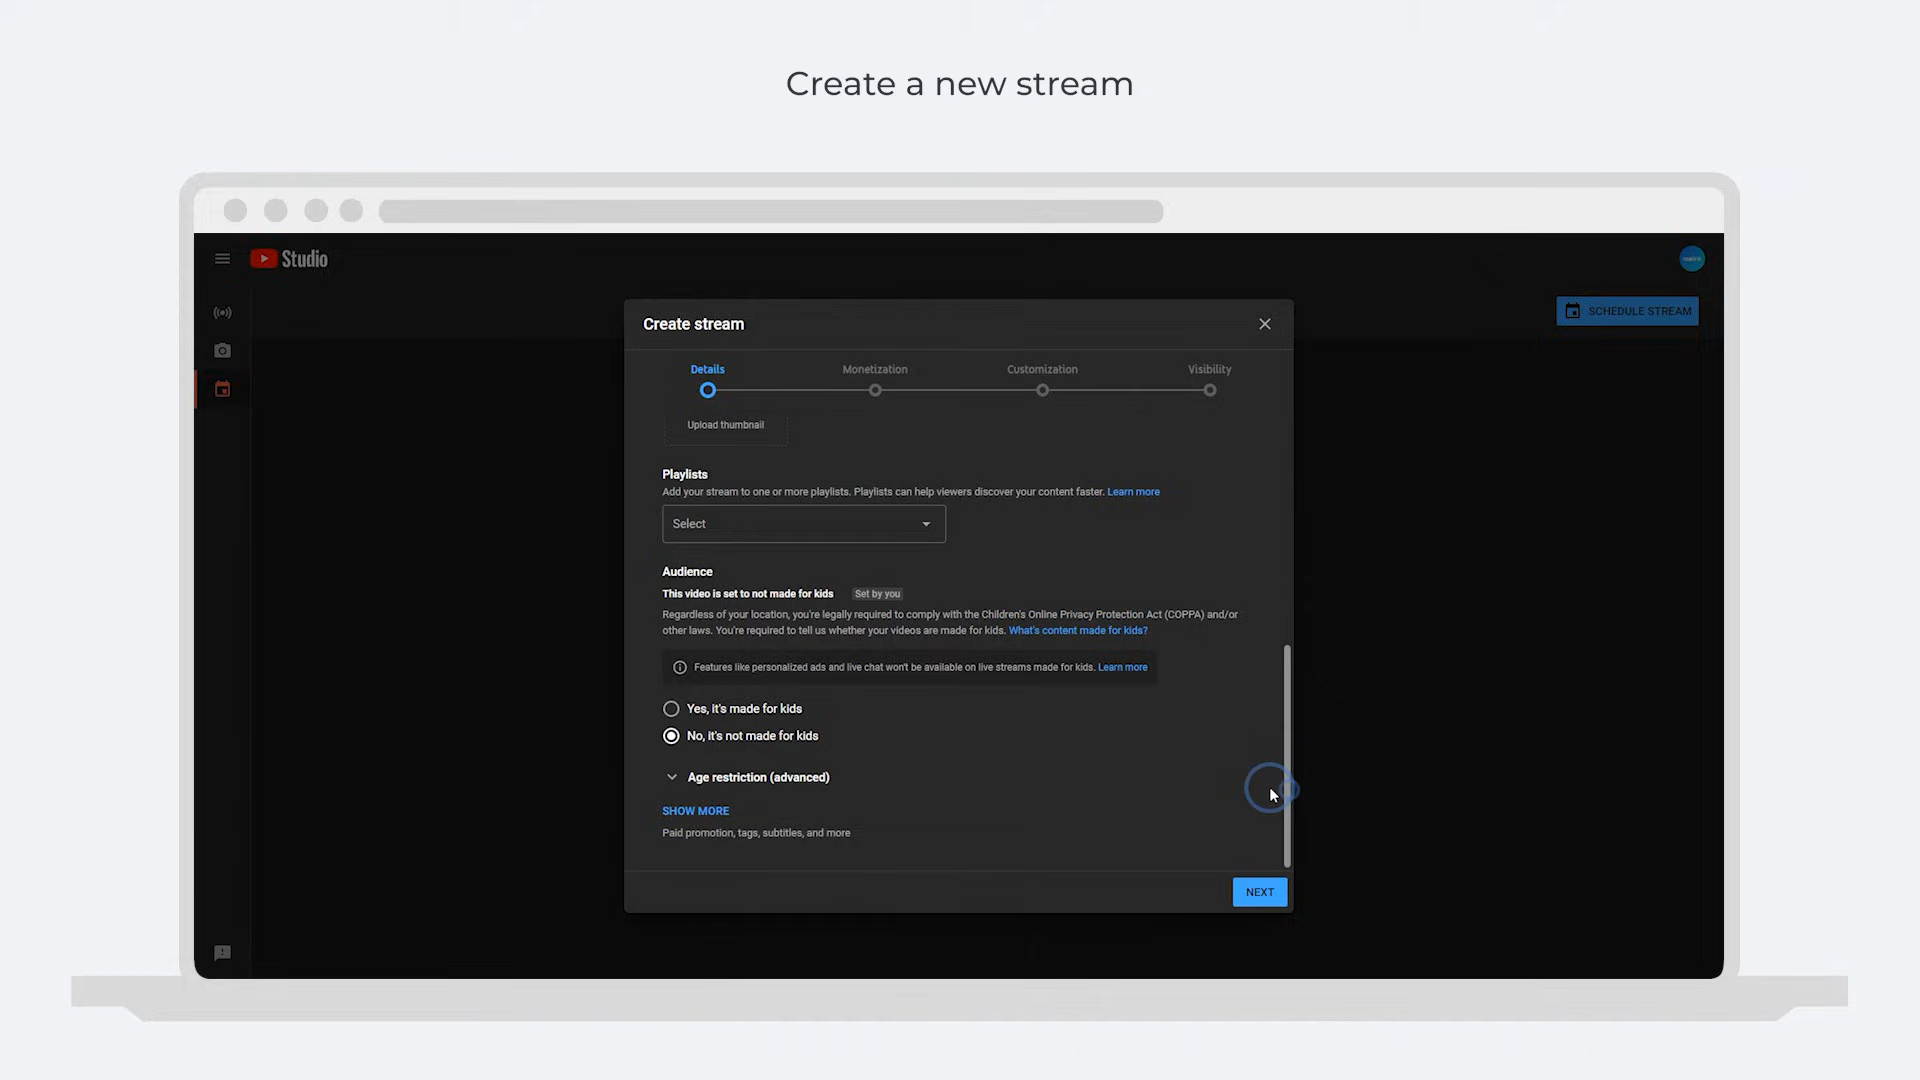 Create a new stream
Studio
SCHEDULE STREAM
Create stream
Details
Monetization
Customization
Visibility
Upload thumbnail
Playlists
Add your stream to one or more playlists. Playlists can help viewers discover your content faster. Learn more
Select
Audience
This video is set to not made for kids Set by you
Regardless of your location, you're legally required to comply with the Children's Online Privacy Protection Act (COPPA) and/or
other laws. You're required to tell us whether your videos are made for kids. What's content made for kids?
Features like personalized ads and live chat won't be available on live streams made for kids. Learn more
Yes, it's made for kids
No, it's not made for kids
Age restriction (advanced)
SHOW MORE
Paid promotion, tags, subtitles, and more
NEXT